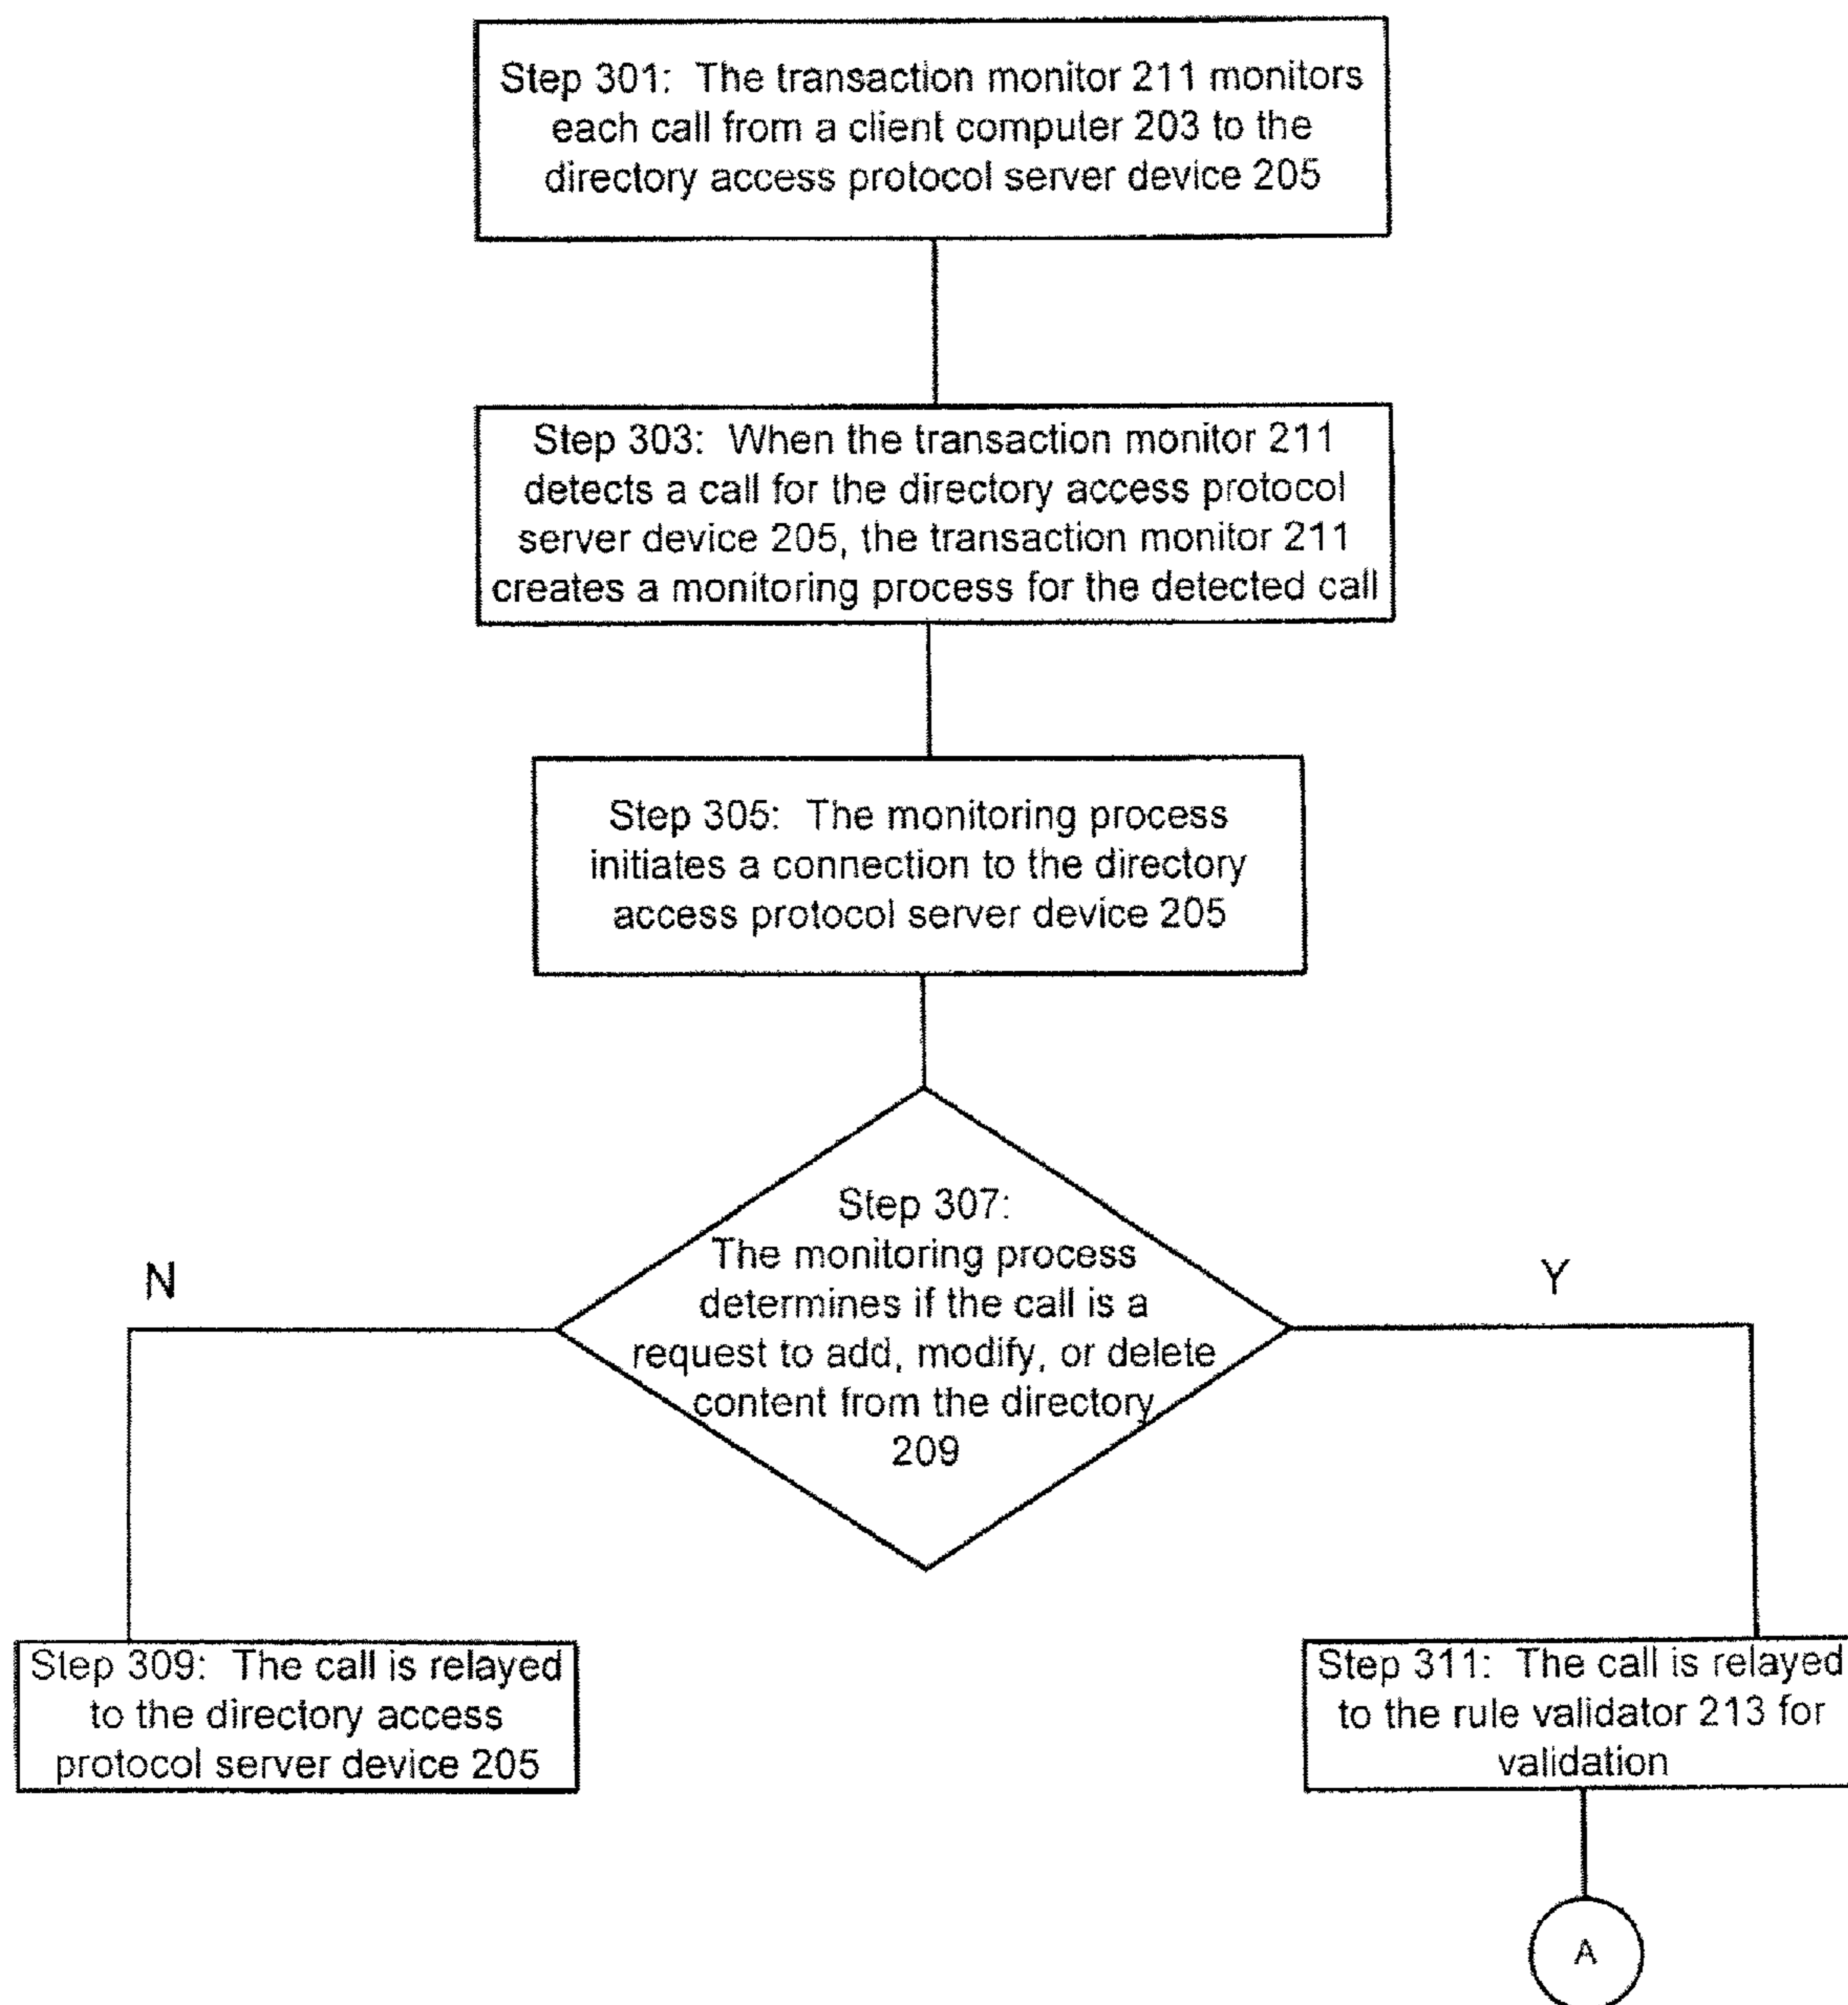 Step 301: The transaction monitor 211 monitors
each call from a client computer 203 to the
directory access protocol server device 205
Step 303: When the transaction monitor 211
detects a call for the directory access protocol
server device 205, the transaction monitor 211
creates a monitoring process for the detected call
Step 305: The monitoring process
initiates a connection to the directory
access protocol server device 205
Step 307:
The monitoring process
determines if the call is a
request to add, modify, or delete
content from the directory
209
N
Y
Step 309: The call is relayed
to the directory access
protocol server device 205
Step 311: The call is relayed
to the rule validator 213 for
validation
A